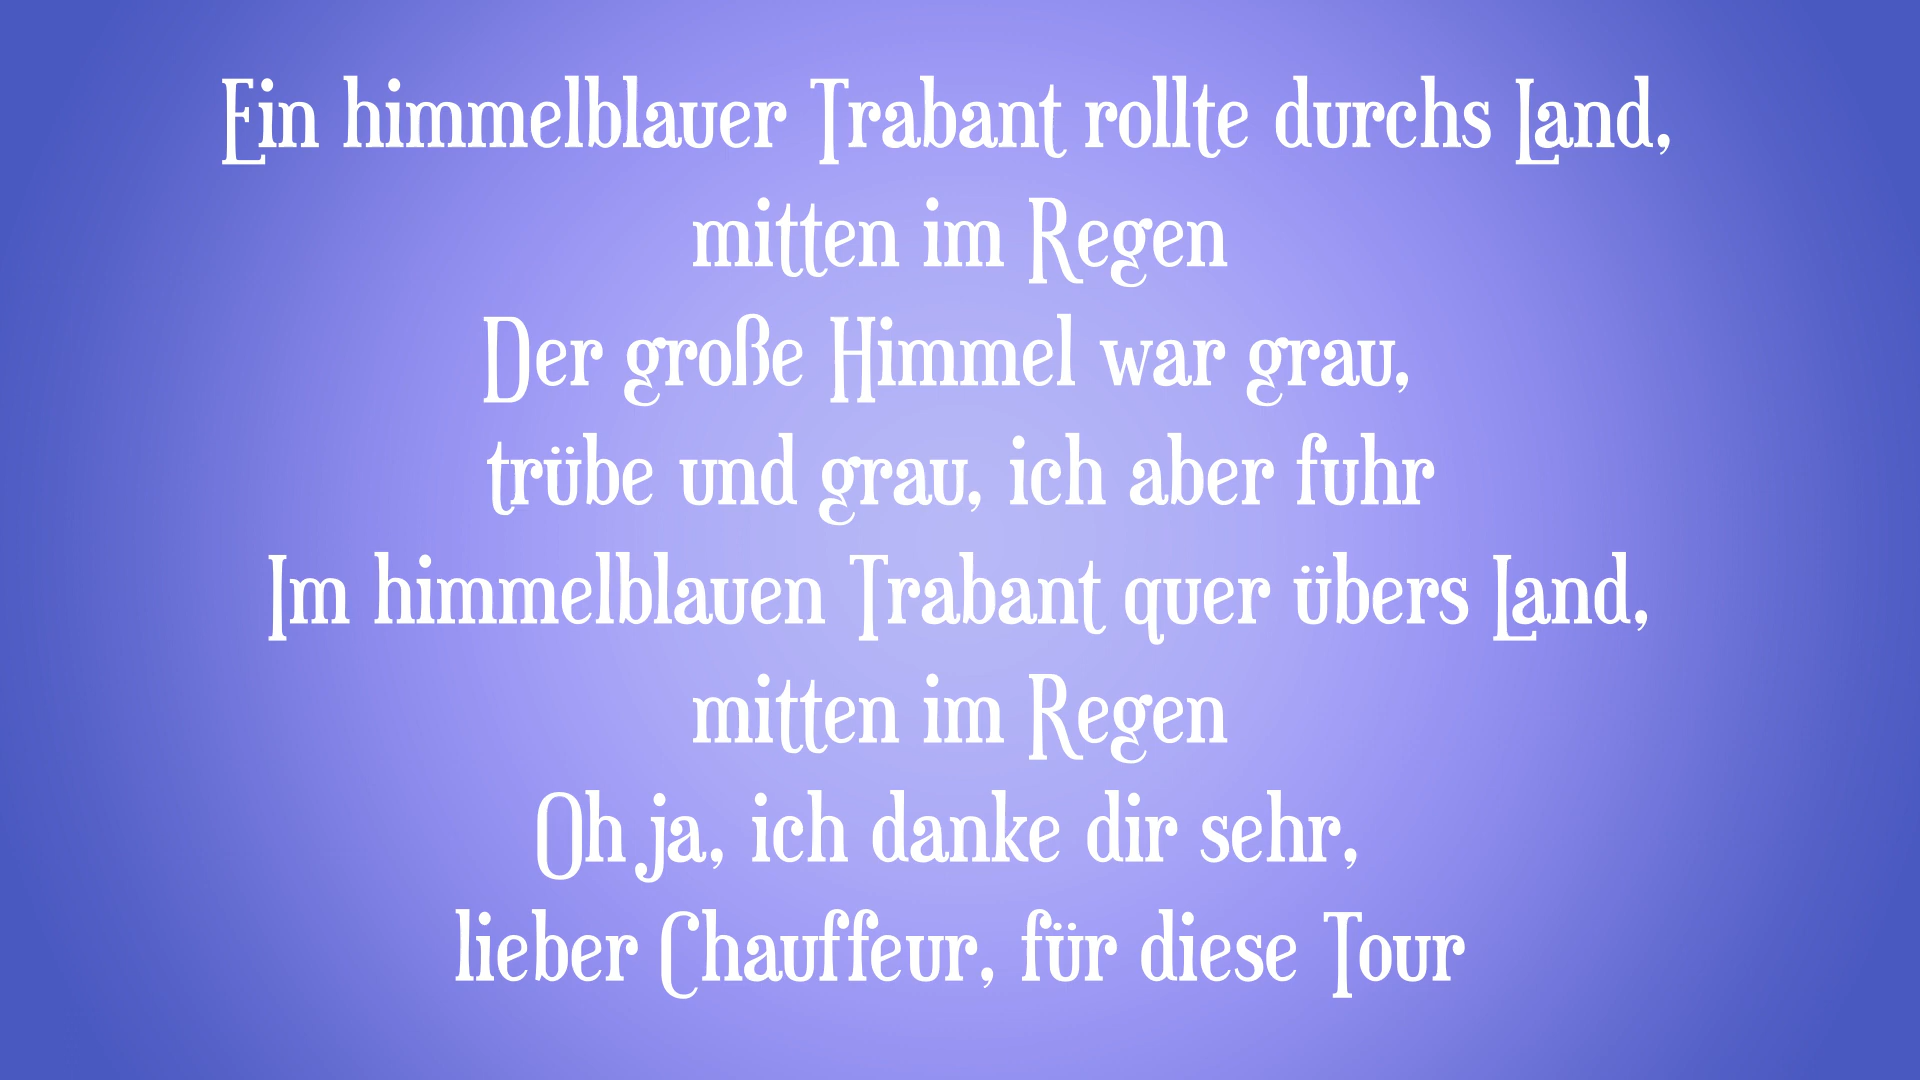 Ein himmelblauer Trabant rollte durchs Land,
mitten im Regen
Der große Himmel war grau,
trübe und grau, ich aber fuhr
Im himmelblauen Trabant quer übers Land,
mitten im Regen
Oh ja, ich danke dir sehr,
lieber Chauffeur, für diese Tour